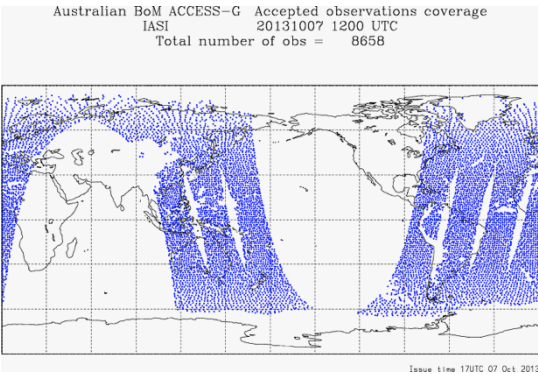 Australian BoM ACCESS-G Accepted observations coverage
IASI 20131007 1200 UTC
Total number of obs = 8658
Issue time 17UTC 07 Oct 2013